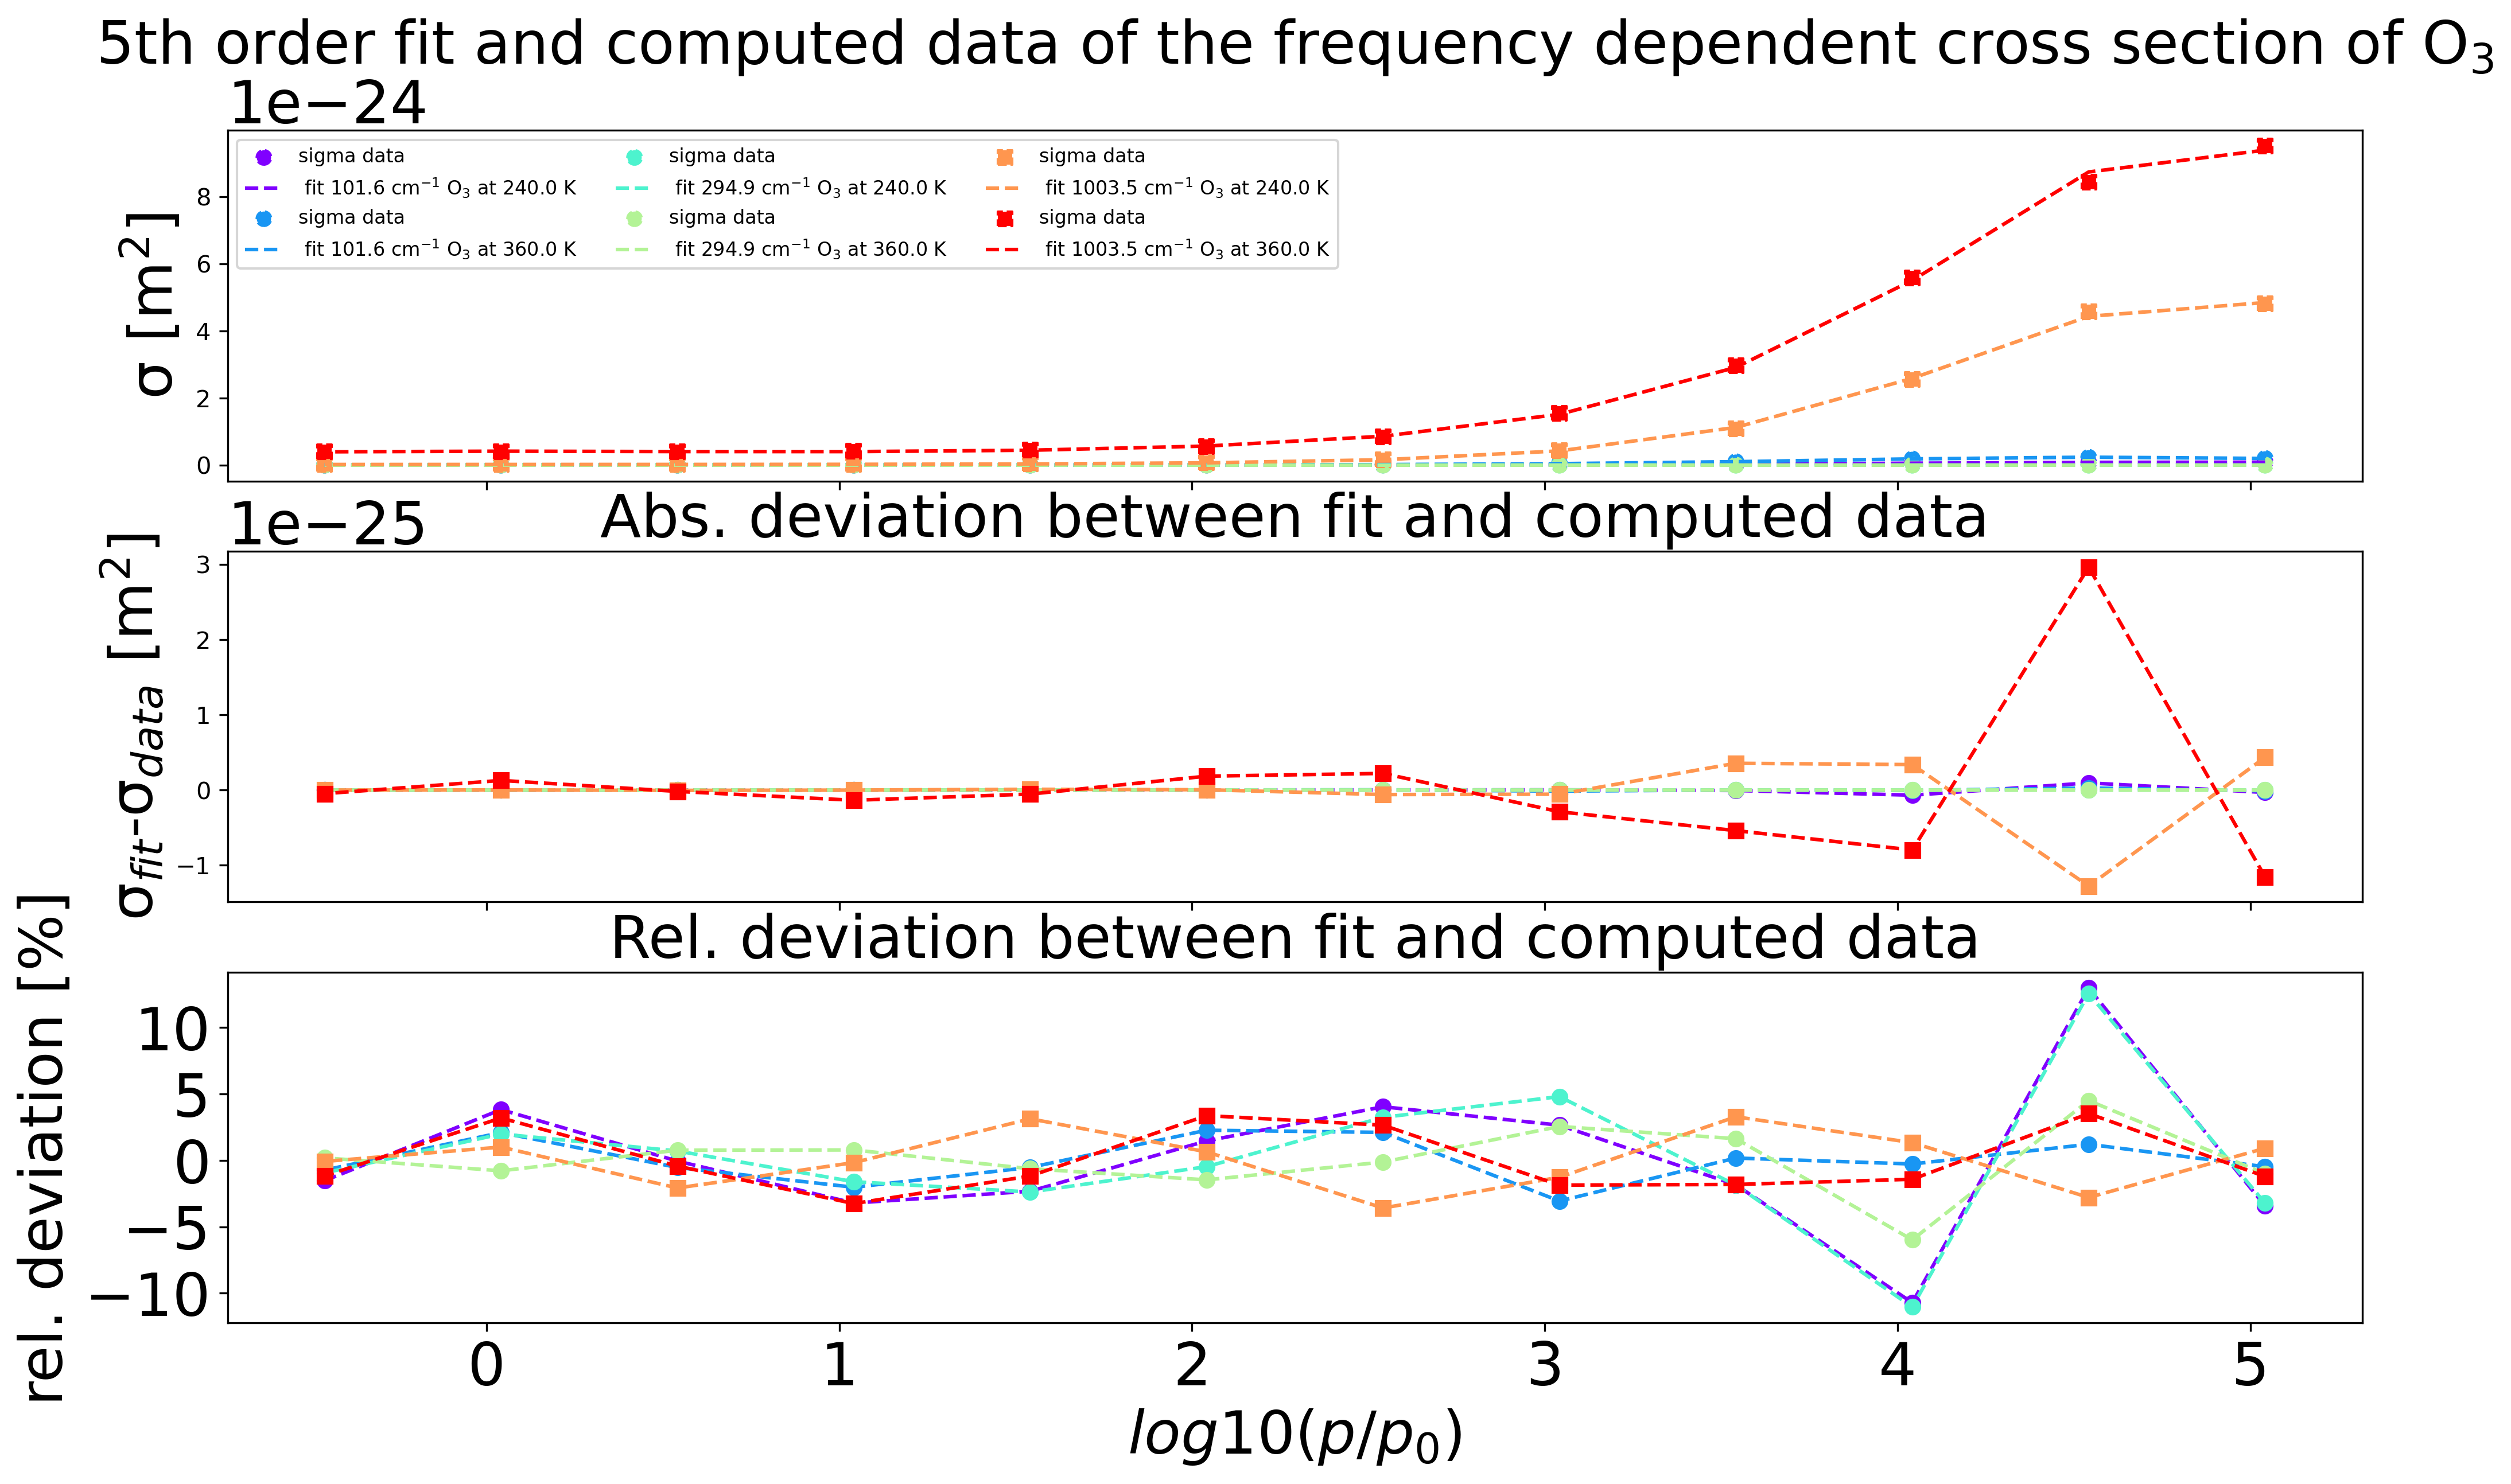 5th order fit and computed data of the frequency dependent cross section of O₃
1e−24
σ [m²]
8
6
4
2
0
sigma data
fit 101.6 cm⁻¹ O₃ at 240.0 K
sigma data
fit 101.6 cm⁻¹ O₃ at 360.0 K
sigma data
fit 294.9 cm⁻¹ O₃ at 240.0 K
sigma data
fit 294.9 cm⁻¹ O₃ at 360.0 K
sigma data
fit 1003.5 cm⁻¹ O₃ at 240.0 K
sigma data
fit 1003.5 cm⁻¹ O₃ at 360.0 K
Abs. deviation between fit and computed data
1e−25
σfit-σdata [m²]
3
2
1
0
−1
Rel. deviation between fit and computed data
rel. deviation [%]
10
5
0
−5
−10
0 1 2 3 4 5
log10(p/p₀)